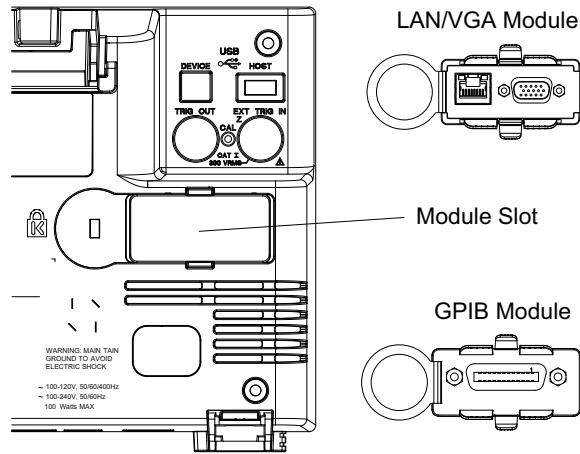 LAN/VGA Module
USB
DEVICE HOST
TRIG OUT EXT TRIG IN
Z
CAL
CAT I
300 VRMS
Module Slot
K
GPIB Module
1
WARNING: MAIN TAIN
GROUND TO AVOID
ELECTRIC SHOCK
~ 100-120V, 50/60/400Hz
~ 100-240V, 50/60Hz
100 Watts MAX